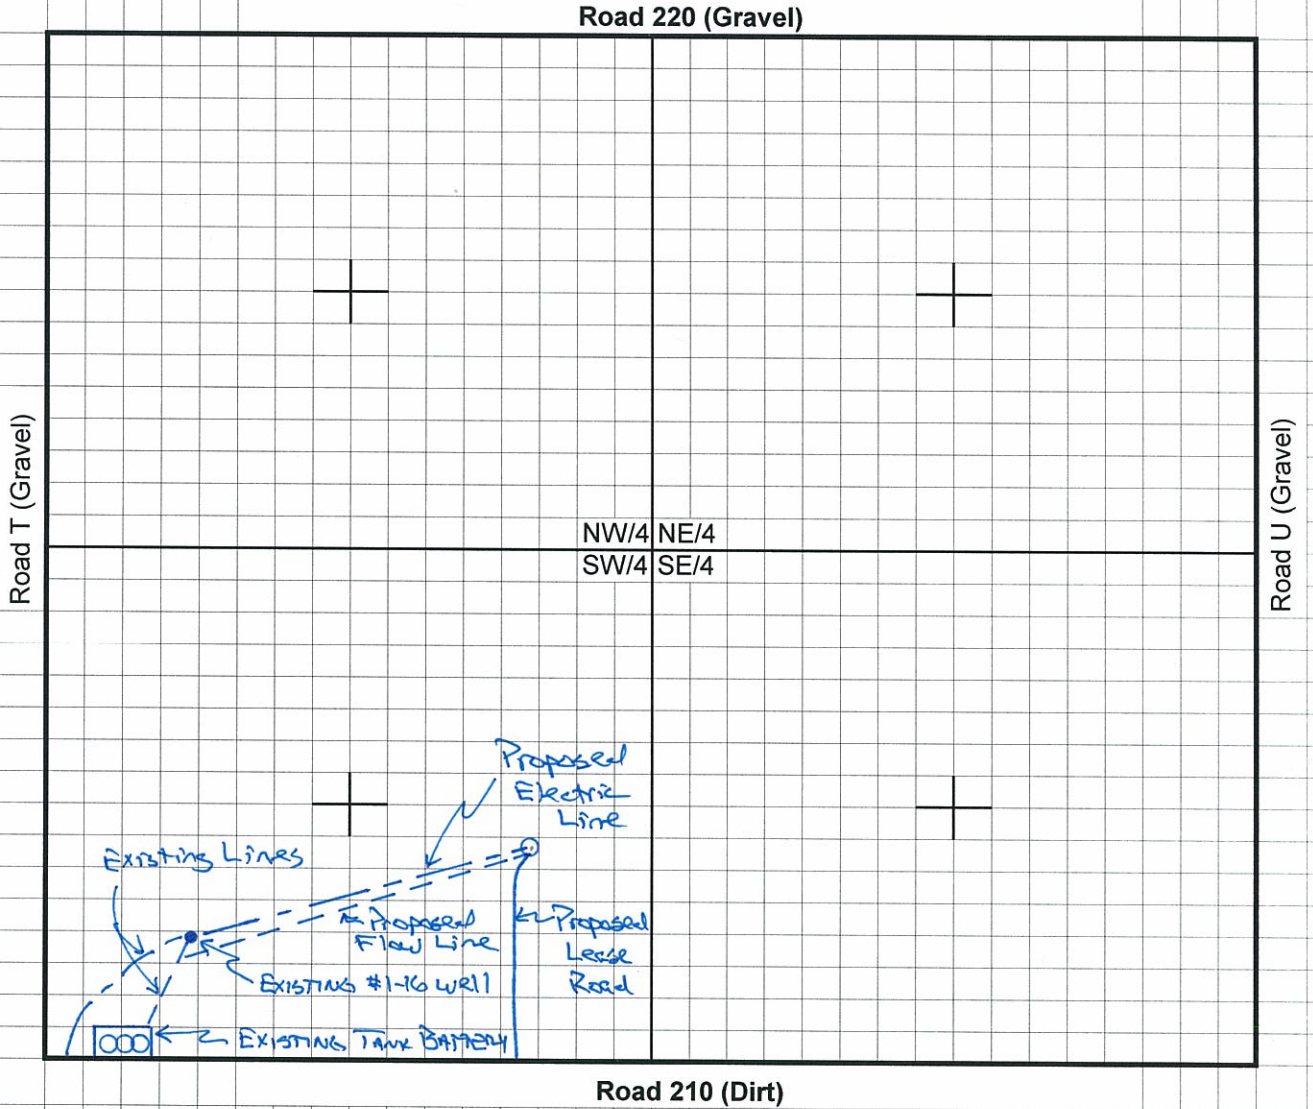 Road 220 (Gravel)
Road T (Gravel)
Road U (Gravel)
NW/4 NE/4
SW/4 SE/4
Proposed
Electric
Line
Existing Lines
Proposed
Flow Line
Proposed
Lease
Road
EXISTING #1-16 well
EXISTING TANK BATTERY
Road 210 (Dirt)